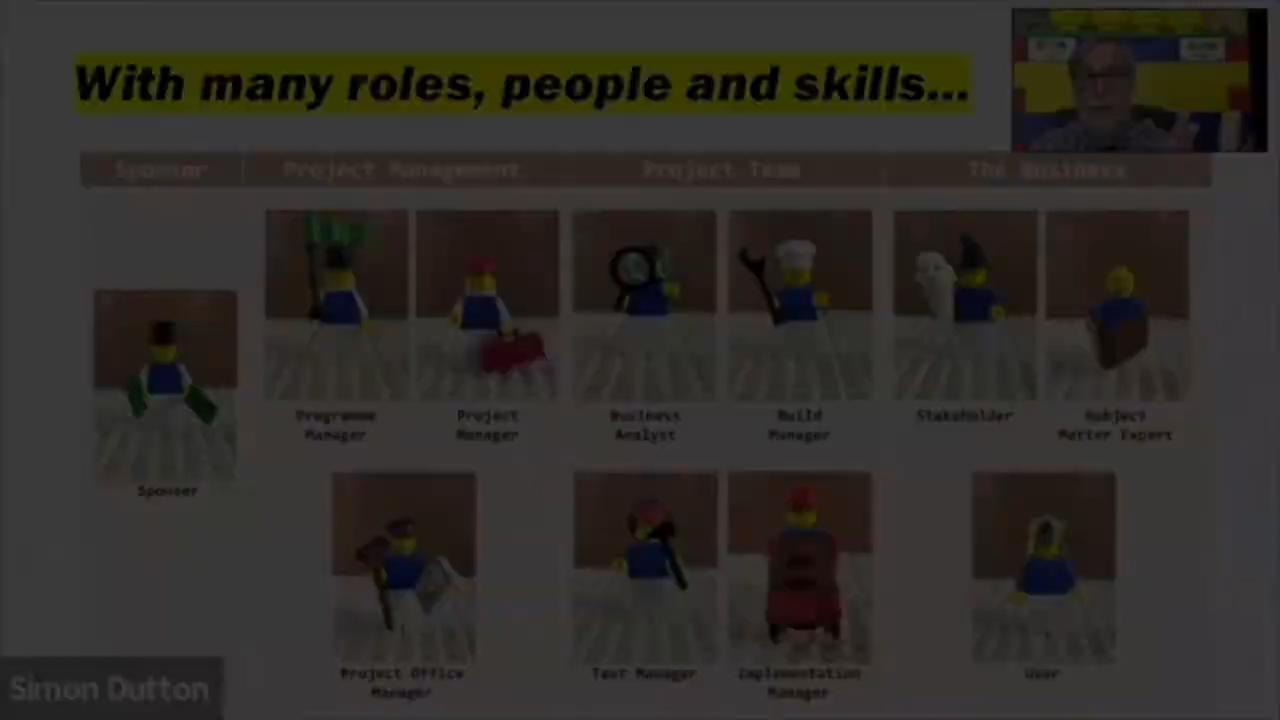 With many roles, people and skills...
Sponsor
Project Management
Project Team
The Business
Programme
Manager
Project
Manager
Business
Analyst
Build
Manager
Stakeholder
Subject
Matter Expert
Sponsor
Project Office
Manager
Test Manager
Implementation
Manager
User
Simon Dutton